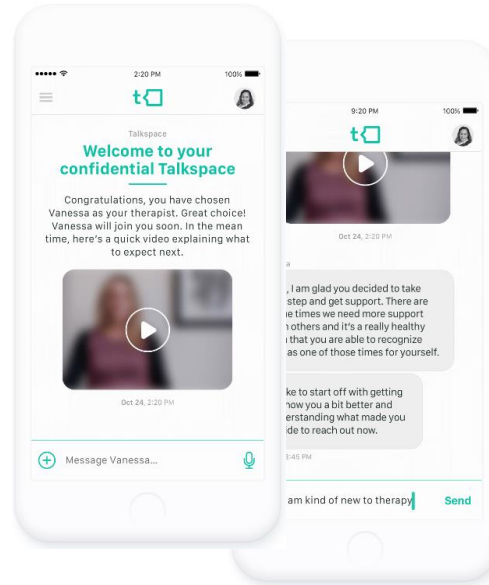 2:20 PM
100%
t
Talkspace
Welcome to your
confidential Talkspace
Congratulations, you have chosen
Vanessa as your therapist. Great choice!
Vanessa will join you soon. In the mean
time, here's a quick video explaining what
to expect next.
Oct 24, 2:20 PM
Message Vanessa...
9:20 PM
100%
t
Oct 24, 2:20 PM
a
, I am glad you decided to take
step and get support. There are
e times we need more support
n others and it's a really healthy
that you are able to recognize
as one of those times for yourself.
ke to start off with getting
now you a bit better and
erstanding what made you
ide to reach out now.
:45 PM
am kind of new to therapy
Send